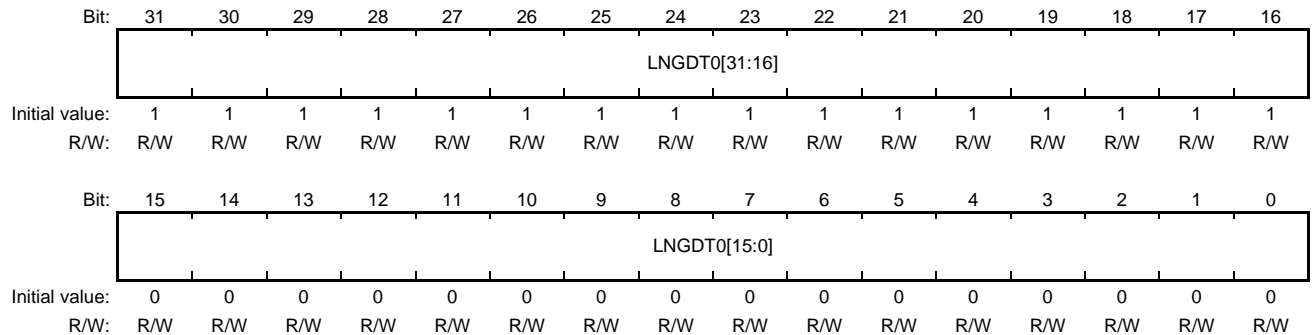 Bit: 31 30 29 28 27 26 25 24 23 22 21 20 19 18 17 16
LNGDT0[31:16]
Initial value: 1 1 1 1 1 1 1 1 1 1 1 1 1 1 1 1
R/W: R/W R/W R/W R/W R/W R/W R/W R/W R/W R/W R/W R/W R/W R/W R/W R/W
Bit: 15 14 13 12 11 10 9 8 7 6 5 4 3 2 1 0
LNGDT0[15:0]
Initial value: 0 0 0 0 0 0 0 0 0 0 0 0 0 0 0 0
R/W: R/W R/W R/W R/W R/W R/W R/W R/W R/W R/W R/W R/W R/W R/W R/W R/W